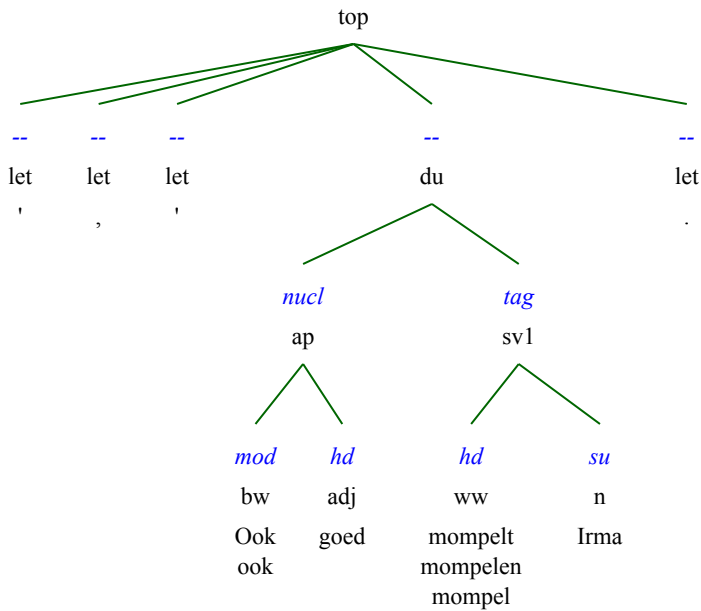 top
-- -- -- -- --
let let let du let
' , ' .
nucl tag
ap sv1
mod hd hd su
bw adj ww n
Ook goed mompelt Irma
ook mompelen
mompel